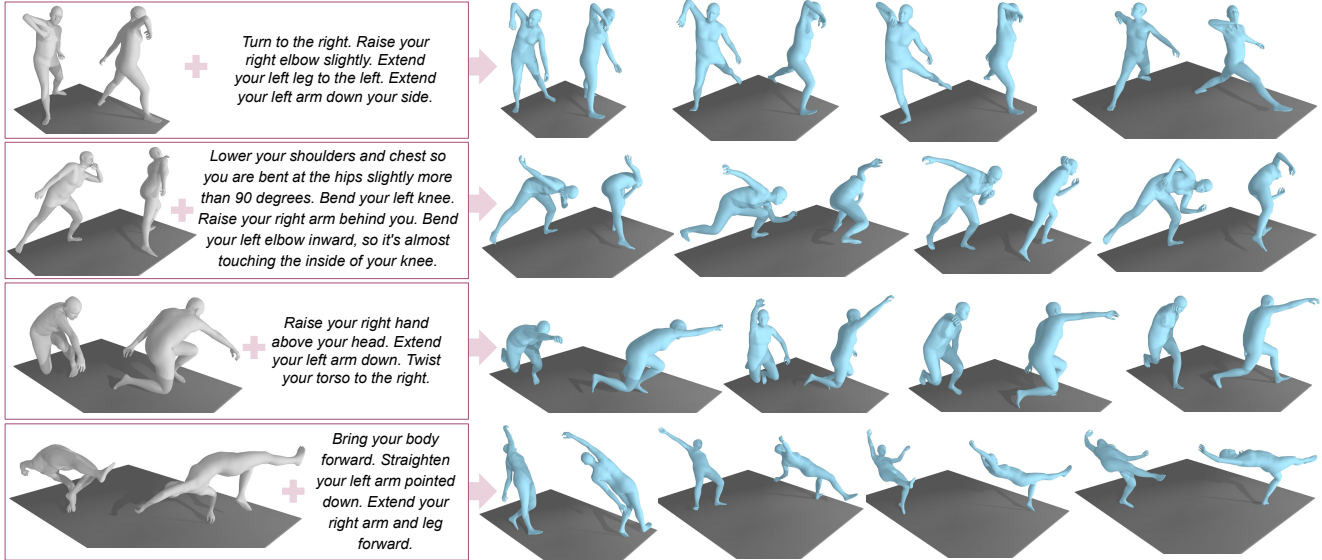 Turn to the right. Raise your
right elbow slightly. Extend
your left leg to the left. Extend
your left arm down your side.
Lower your shoulders and chest so
you are bent at the hips slightly more
than 90 degrees. Bend your left knee.
Raise your right arm behind you. Bend
your left elbow inward, so it's almost
touching the inside of your knee.
Raise your right hand
above your head. Extend
your left arm down. Twist
your torso to the right.
Bring your body
forward. Straighten
your left arm pointed
down. Extend your
right arm and leg
forward.